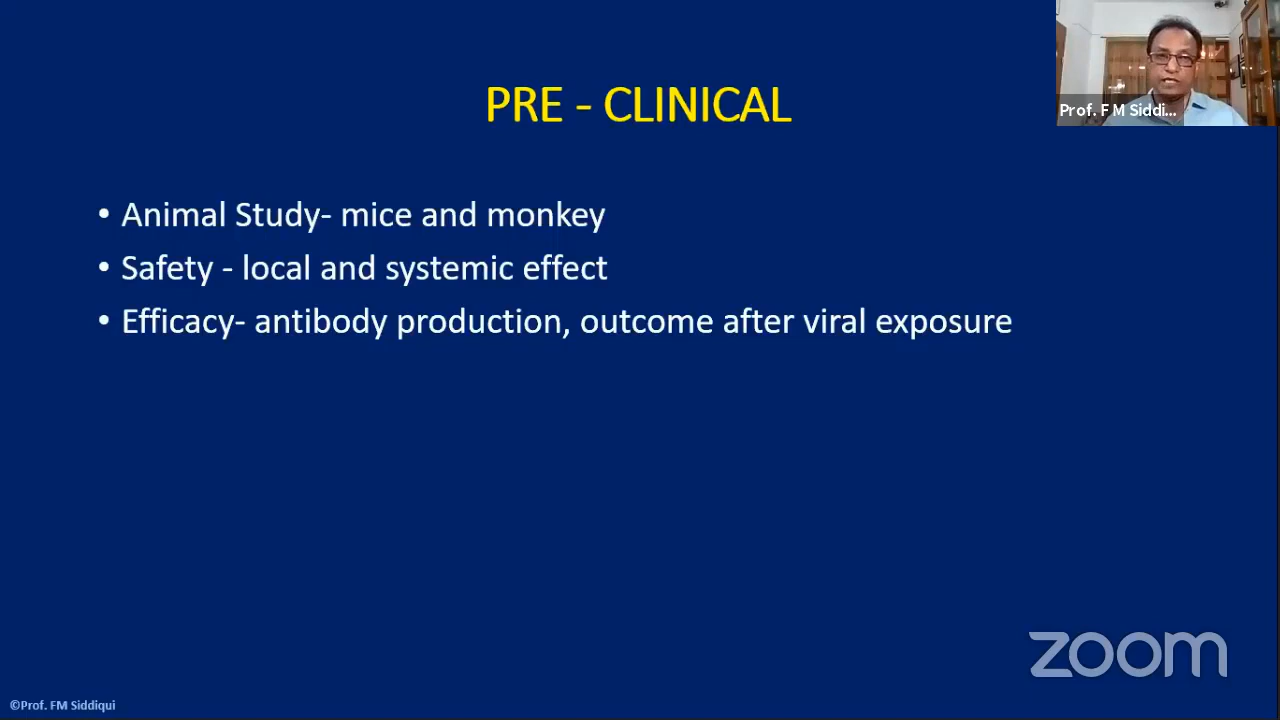 PRE - CLINICAL
Prof. F M Siddi...
• Animal Study- mice and monkey
• Safety - local and systemic effect
• Efficacy- antibody production, outcome after viral exposure
zoom
©Prof. FM Siddiqui